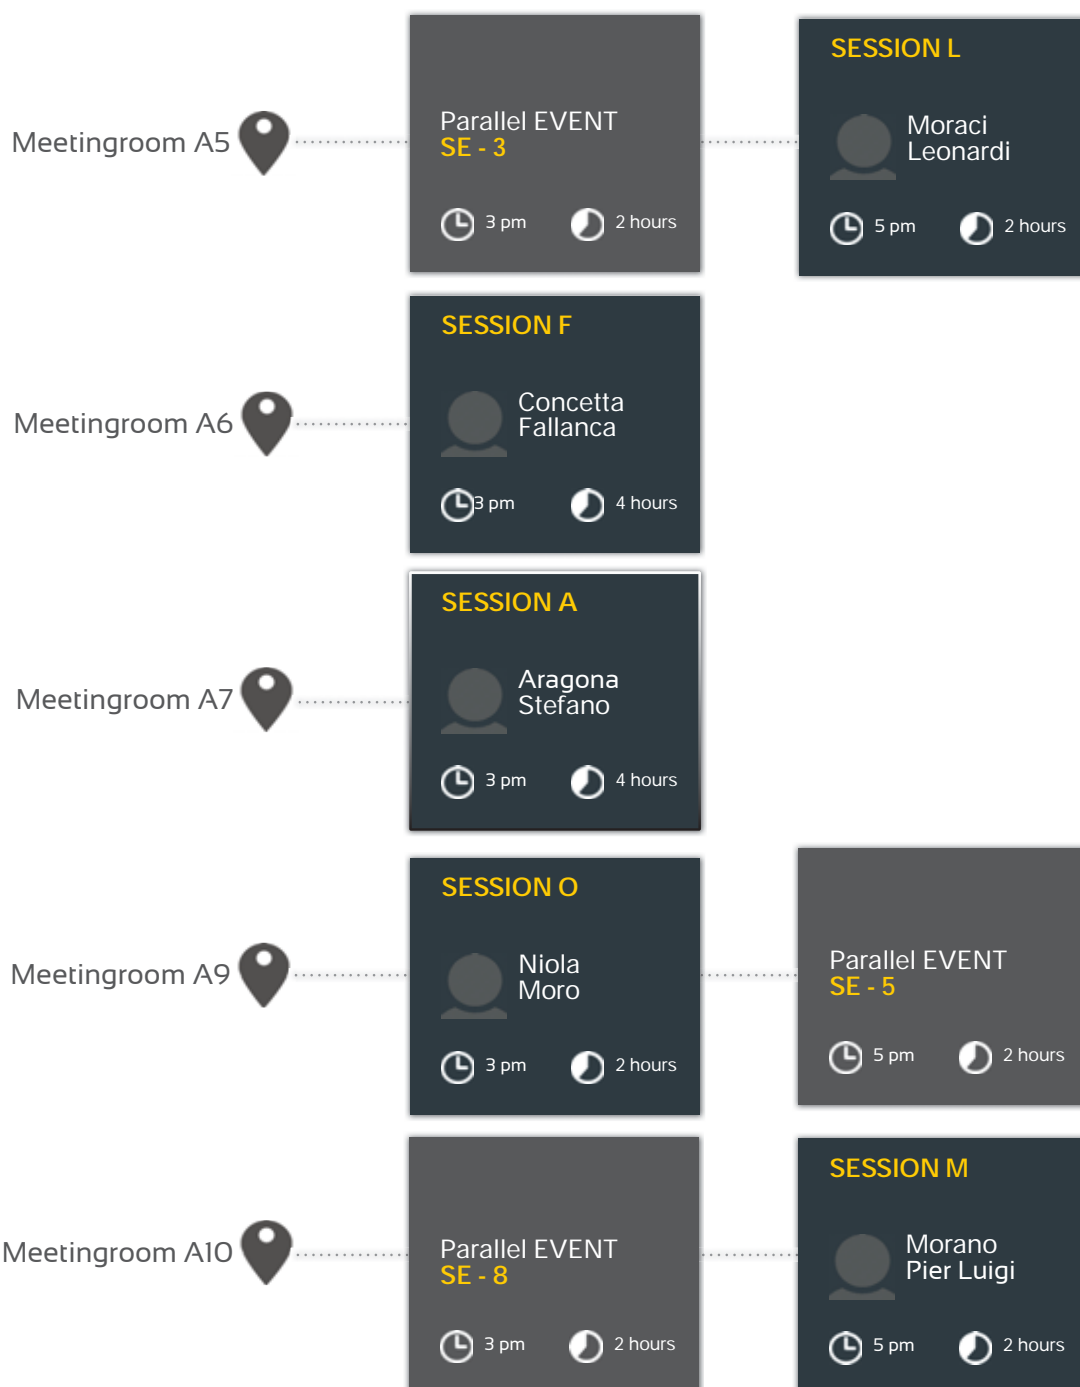 Meetingroom A5
Parallel EVENT
SE - 3
3 pm
2 hours
SESSION L
Moraci
Leonardi
5 pm
2 hours
Meetingroom A6
SESSION F
Concetta
Fallanca
3 pm
4 hours
Meetingroom A7
SESSION A
Aragona
Stefano
3 pm
4 hours
Meetingroom A9
SESSION O
Niola
Moro
3 pm
2 hours
Parallel EVENT
SE - 5
5 pm
2 hours
Meetingroom A10
Parallel EVENT
SE - 8
3 pm
2 hours
SESSION M
Morano
Pier Luigi
5 pm
2 hours